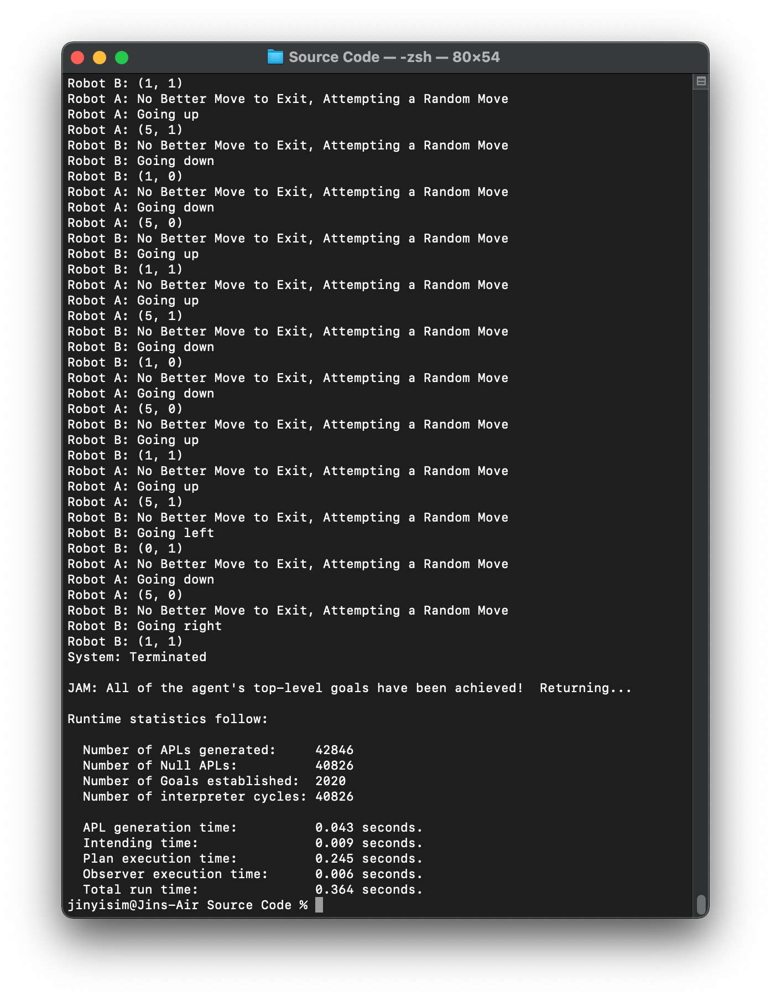 Source Code — -zsh — 80×54
Robot B: (1, 1)
Robot A: No Better Move to Exit, Attempting a Random Move
Robot A: Going up
Robot A: (5, 1)
Robot B: No Better Move to Exit, Attempting a Random Move
Robot B: Going down
Robot B: (1, 0)
Robot A: No Better Move to Exit, Attempting a Random Move
Robot A: Going down
Robot A: (5, 0)
Robot B: No Better Move to Exit, Attempting a Random Move
Robot B: Going up
Robot B: (1, 1)
Robot A: No Better Move to Exit, Attempting a Random Move
Robot A: Going up
Robot A: (5, 1)
Robot B: No Better Move to Exit, Attempting a Random Move
Robot B: Going down
Robot B: (1, 0)
Robot A: No Better Move to Exit, Attempting a Random Move
Robot A: Going down
Robot A: (5, 0)
Robot B: No Better Move to Exit, Attempting a Random Move
Robot B: Going up
Robot B: (1, 1)
Robot A: No Better Move to Exit, Attempting a Random Move
Robot A: Going up
Robot A: (5, 1)
Robot B: No Better Move to Exit, Attempting a Random Move
Robot B: Going left
Robot B: (0, 1)
Robot A: No Better Move to Exit, Attempting a Random Move
Robot A: Going down
Robot A: (5, 0)
Robot B: No Better Move to Exit, Attempting a Random Move
Robot B: Going right
Robot B: (1, 1)
System: Terminated
JAM: All of the agent's top-level goals have been achieved!  Returning...
Runtime statistics follow:
Number of APLs generated:     42846
Number of Null APLs:          40826
Number of Goals established:  2020
Number of interpreter cycles: 40826
APL generation time:          0.043 seconds.
Intending time:               0.009 seconds.
Plan execution time:          0.245 seconds.
Observer execution time:      0.006 seconds.
Total run time:               0.364 seconds.
jinyisim@Jins-Air Source Code %